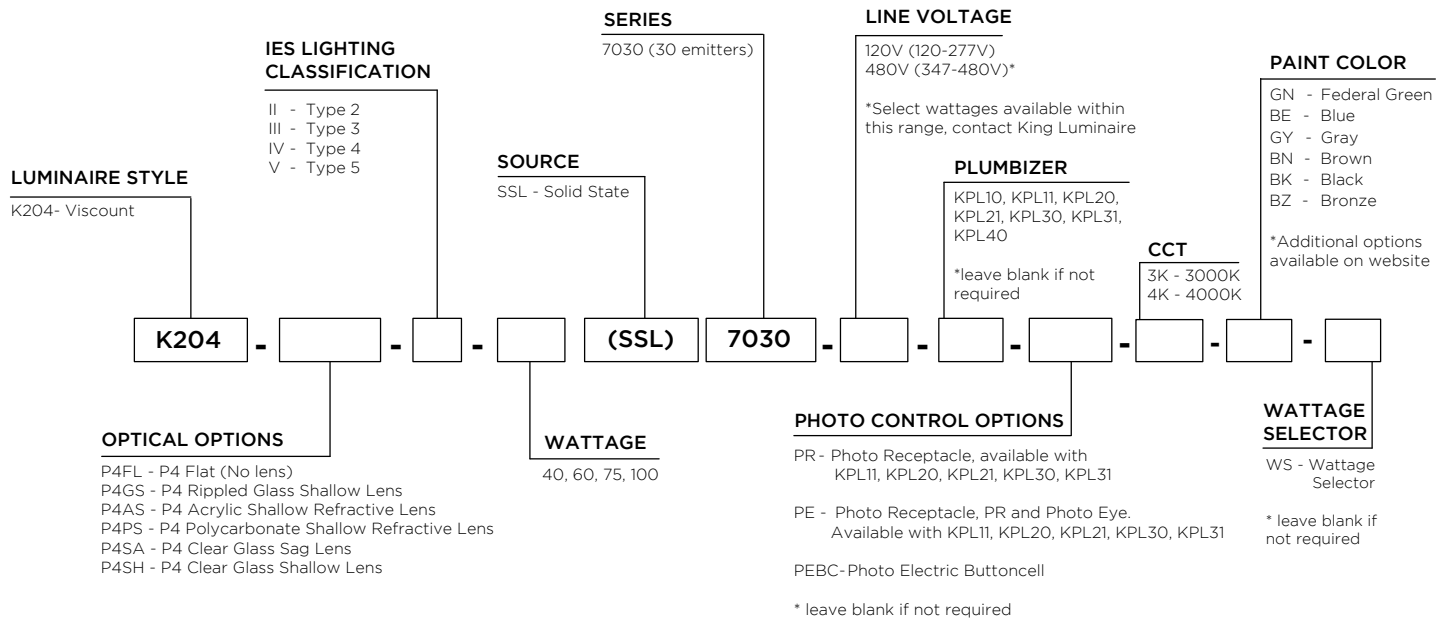 LUMINAIRE STYLE
K204- Viscount
IES LIGHTING
CLASSIFICATION
II - Type 2
III - Type 3
IV - Type 4
V - Type 5
SOURCE
SSL - Solid State
SERIES
7030 (30 emitters)
LINE VOLTAGE
120V (120-277V)
480V (347-480V)*
*Select wattages available within
this range, contact King Luminaire
PLUMBIZER
KPL10, KPL11, KPL20,
KPL21, KPL30, KPL31,
KPL40
*leave blank if not
required
CCT
3K - 3000K
4K - 4000K
PAINT COLOR
GN - Federal Green
BE - Blue
GY - Gray
BN - Brown
BK - Black
BZ - Bronze
*Additional options
available on website
K204 - - - (SSL) 7030 - - - - - -
OPTICAL OPTIONS
P4FL - P4 Flat (No lens)
P4GS - P4 Rippled Glass Shallow Lens
P4AS - P4 Acrylic Shallow Refractive Lens
P4PS - P4 Polycarbonate Shallow Refractive Lens
P4SA - P4 Clear Glass Sag Lens
P4SH - P4 Clear Glass Shallow Lens
WATTAGE
40, 60, 75, 100
PHOTO CONTROL OPTIONS
PR - Photo Receptacle, available with
KPL11, KPL20, KPL21, KPL30, KPL31
PE - Photo Receptacle, PR and Photo Eye.
Available with KPL11, KPL20, KPL21, KPL30, KPL31
PEBC-Photo Electric Buttoncell
* leave blank if not required
WATTAGE
SELECTOR
WS - Wattage
Selector
* leave blank if
not required